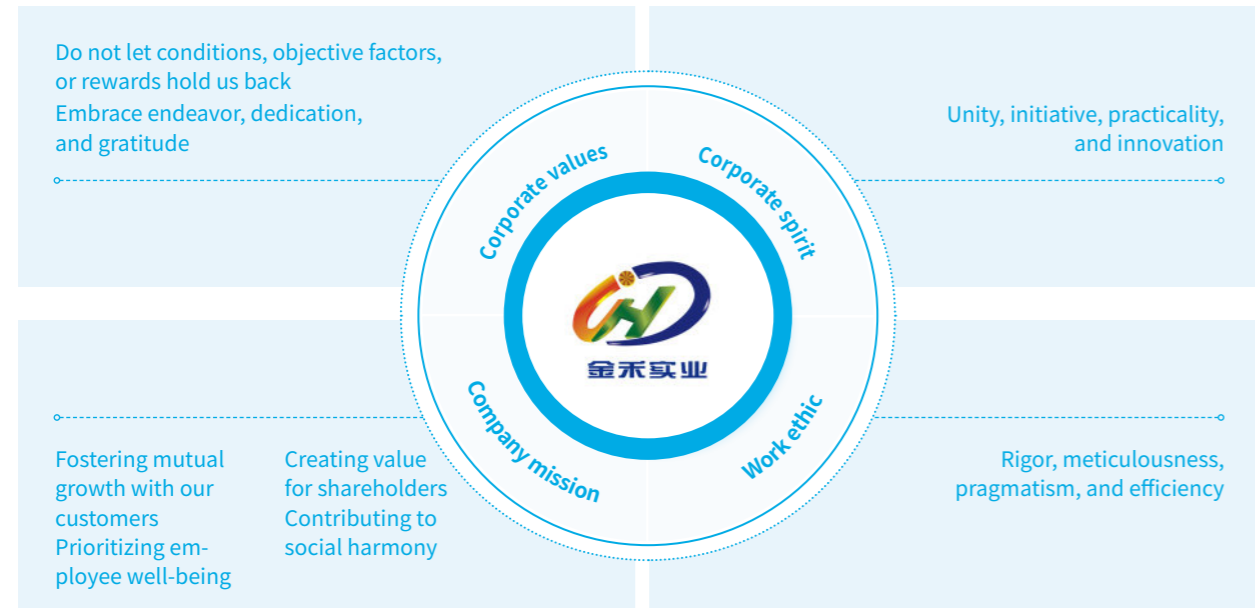 Do not let conditions, objective factors,
or rewards hold us back
Embrace endeavor, dedication,
and gratitude
Corporate values
Corporate spirit
Unity, initiative, practicality,
and innovation
金禾实业
Company mission
Fostering mutual
growth with our
customers
Prioritizing em-
ployee well-being
Creating value
for shareholders
Contributing to
social harmony
Work ethic
Rigor, meticulousness,
pragmatism, and efficiency